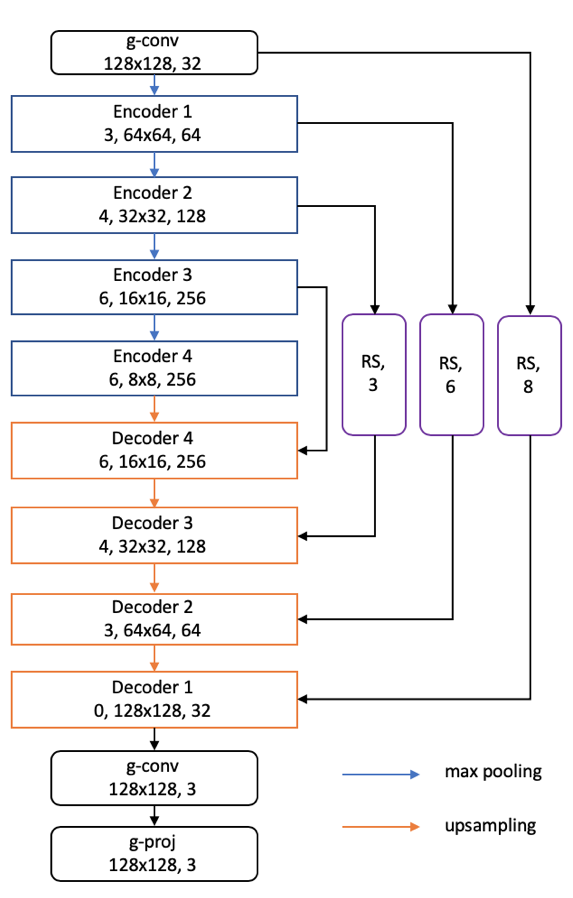 g-conv
128x128, 32
Encoder 1
3, 64x64, 64
Encoder 2
4, 32x32, 128
Encoder 3
6, 16x16, 256
Encoder 4
6, 8x8, 256
Decoder 4
6, 16x16, 256
Decoder 3
4, 32x32, 128
Decoder 2
3, 64x64, 64
Decoder 1
0, 128x128, 32
g-conv
128x128, 3
g-proj
128x128, 3
RS,
3
RS,
6
RS,
8
max pooling
upsampling